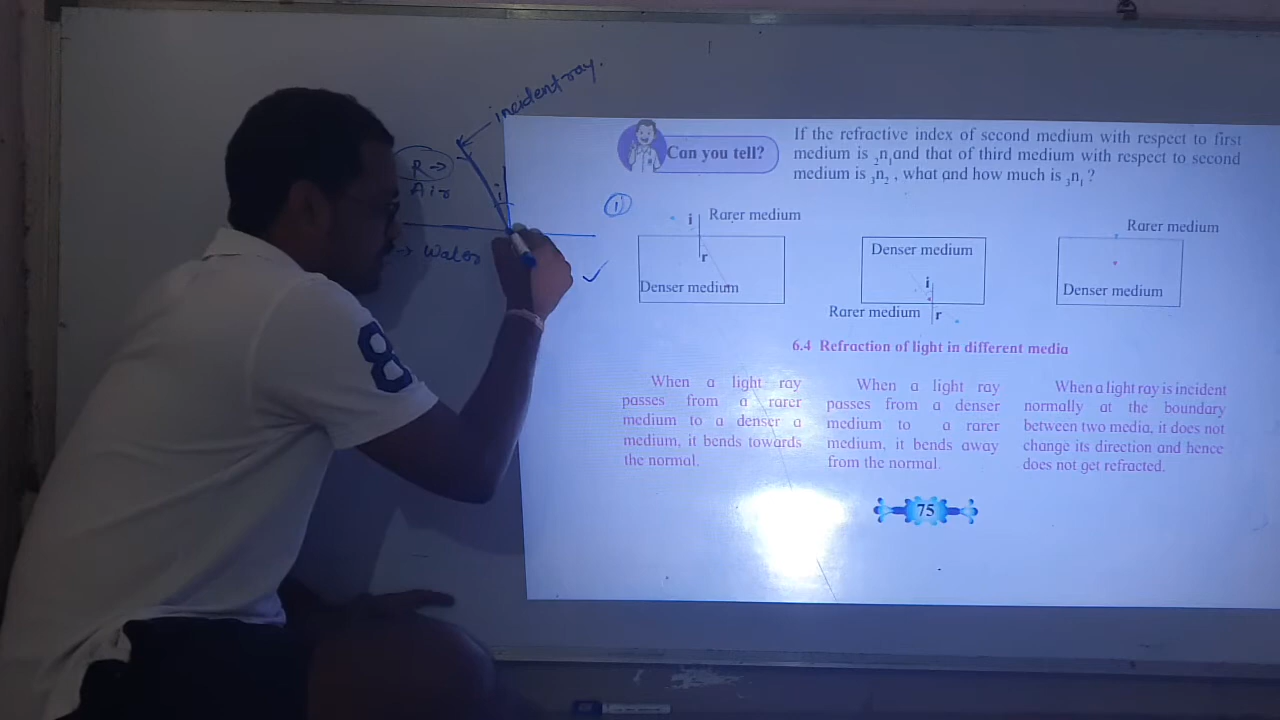 incident ray.
R →
Air
i
→ Water
1
Can you tell?
If the refractive index of second medium with respect to first
medium is ₂n₁and that of third medium with respect to second
medium is ₃n₂ , what and how much is ₃n₁ ?
i Rarer medium
r
Denser medium
Denser medium
i
Rarer medium r
Rarer medium
Denser medium
6.4 Refraction of light in different media
When a light ray
passes from a rarer
medium to a denser a
medium, it bends towards
the normal.
When a light ray
passes from a denser
medium to a rarer
medium, it bends away
from the normal.
When a light ray is incident
normally at the boundary
between two media, it does not
change its direction and hence
does not get refracted.
75
8